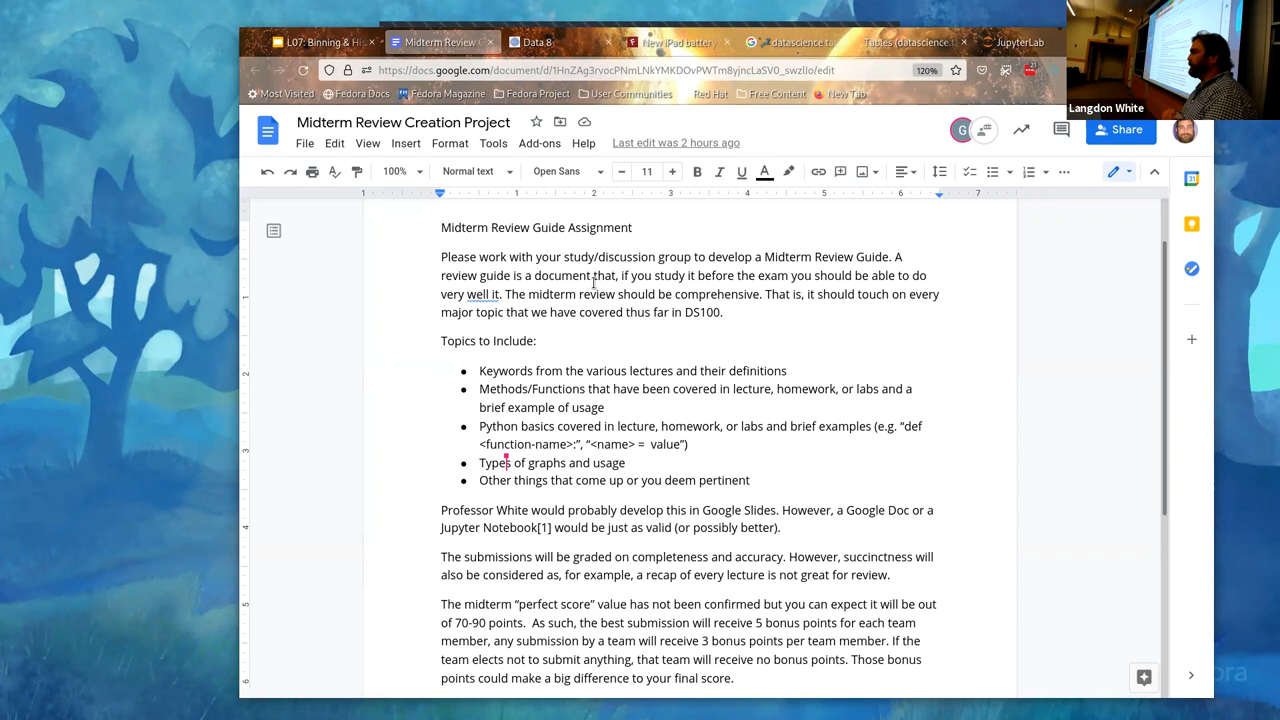 L07: Binning & Hi
Midterm Review C
Data 8
New iPad battery
datascience.ta
Tables (datascience.t
JupyterLab
https://docs.google.com/document/d/1HnZAg3rvocPNmLNkYMKDOvPWTm8yjncLaSV0_swzllo/edit
120%
Most Visited
Fedora Docs
Fedora Magazine
Fedora Project
User Communities
Red Hat
Free Content
New Tab
Langdon White
Midterm Review Creation Project
G
Share
File Edit View Insert Format Tools Add-ons Help Last edit was 2 hours ago
100% Normal text Open Sans 11 B I U A
1 1 2 3 4 5 6 7
31
Midterm Review Guide Assignment
Please work with your study/discussion group to develop a Midterm Review Guide. A
review guide is a document that, if you study it before the exam you should be able to do
very well it. The midterm review should be comprehensive. That is, it should touch on every
major topic that we have covered thus far in DS100.
Topics to Include:
● Keywords from the various lectures and their definitions
● Methods/Functions that have been covered in lecture, homework, or labs and a
brief example of usage
● Python basics covered in lecture, homework, or labs and brief examples (e.g. “def
<function-name>:”, “<name> =  value”)
● Types of graphs and usage
● Other things that come up or you deem pertinent
Professor White would probably develop this in Google Slides. However, a Google Doc or a
Jupyter Notebook[1] would be just as valid (or possibly better).
The submissions will be graded on completeness and accuracy. However, succinctness will
also be considered as, for example, a recap of every lecture is not great for review.
The midterm “perfect score” value has not been confirmed but you can expect it will be out
of 70-90 points.  As such, the best submission will receive 5 bonus points for each team
member, any submission by a team will receive 3 bonus points per team member. If the
team elects not to submit anything, that team will receive no bonus points. Those bonus
points could make a big difference to your final score.